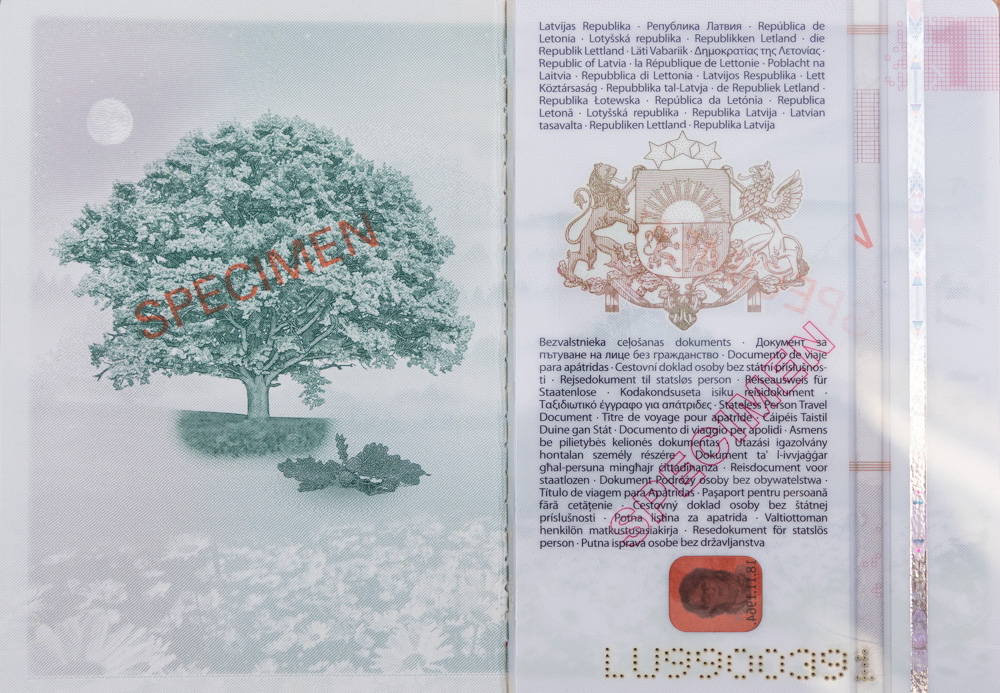 SPECIMEN
Latvijas Republika · Република Латвия · República de
Letonia · Lotyšská republika · Republikken Letland · die
Republik Lettland · Läti Vabariik · Δημοκρατίας της Λετονίας ·
Republic of Latvia · la République de Lettonie · Poblacht na
Laitvia · Repubblica di Lettonia · Latvijos Respublika · Lett
Köztársaság · Repubblika tal-Latvja · de Republiek Letland ·
Republika Łotewska · República da Letónia · Republica
Letonă · Lotyšská republika · Republika Latvija · Latvian
tasavalta · Republiken Lettland · Republika Latvija
Bezvalstnieka ceļošanas dokuments · Документ за
пътуване на лице без гражданство · Documento de viaje
para apátridas · Cestovní doklad osoby bez státní příslušnos-
ti · Rejsedokument til statsløs person · Reiseausweis für
Staatenlose · Kodakondsuseta isiku reisidokument ·
Ταξιδιωτικό έγγραφο για απάτριδες · Stateless Person Travel
Document · Titre de voyage pour apatride · Cáipéis Taistil
Duine gan Stát · Documento di viaggio per apolidi · Asmens
be pilietybės kelionės dokumentas · Utazási igazolvány
hontalan személy részére · Dokument ta' l-ivvjaġġar
għal-persuna mingħajr ċittadinanza · Reisdocument voor
staatlozen · Dokument Podróży osoby bez obywatelstwa ·
Título de viagem para Apátridas · Paşaport pentru persoană
fără cetăţenie · Cestovný doklad osoby bez štátnej
príslušnosti · Potna listina za apatrida · Valtiottoman
henkilön matkustusasiakirja · Resedokument för statslös
person · Putna isprava osobe bez državljanstva
SPECIMEN
18.11.1964.
LU9900391